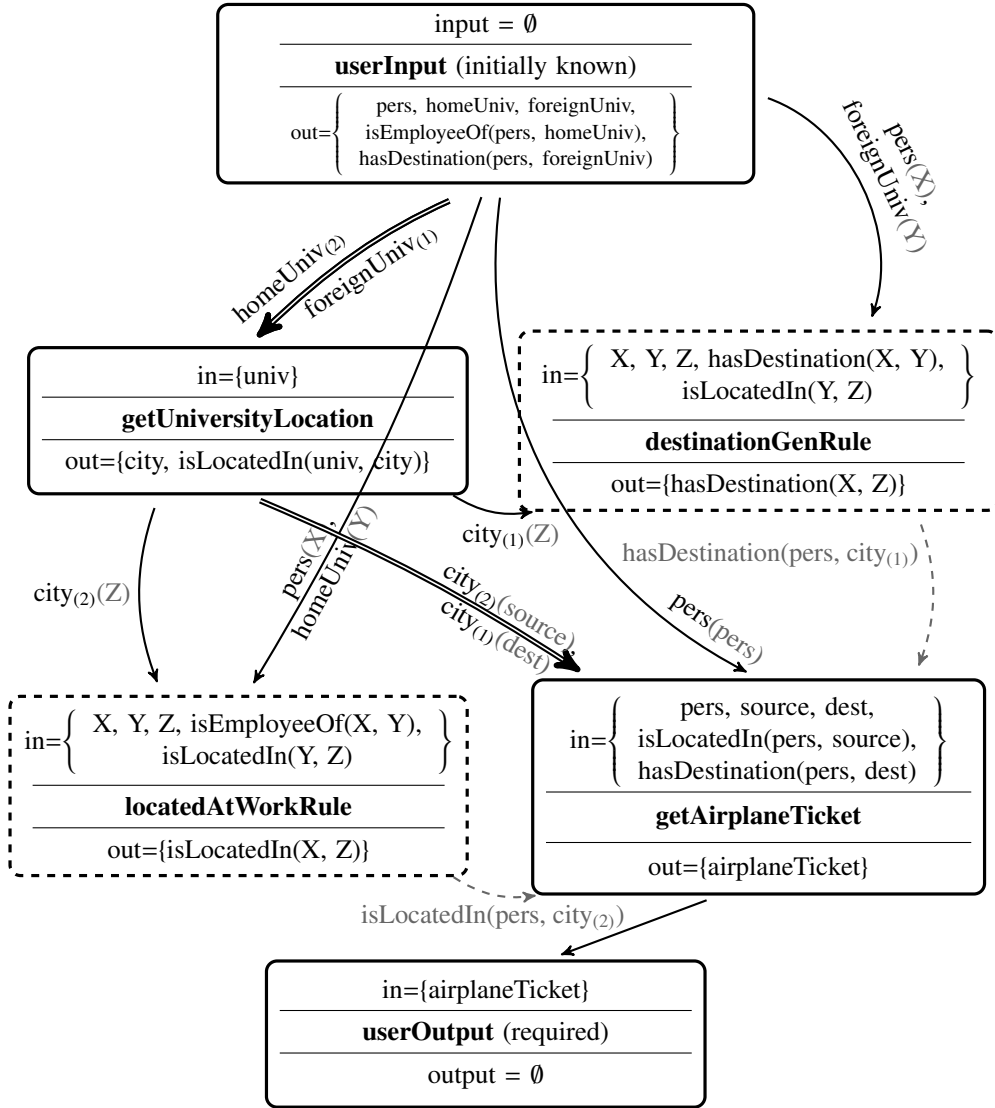 input = ∅
userInput (initially known)
out={ pers, homeUniv, foreignUniv,
isEmployeeOf(pers, homeUniv),
hasDestination(pers, foreignUniv) }
pers(X),
foreignUniv(Y)
homeUniv(2)
foreignUniv(1)
in={univ}
getUniversityLocation
out={city, isLocatedIn(univ, city)}
in={ X, Y, Z, hasDestination(X, Y),
isLocatedIn(Y, Z) }
destinationGenRule
out={hasDestination(X, Z)}
city(1)(Z)
hasDestination(pers, city(1))
city(2)(Z)
pers(X),
homeUniv(Y)
city(2)(source),
city(1)(dest)
pers(pers)
in={ X, Y, Z, isEmployeeOf(X, Y),
isLocatedIn(Y, Z) }
locatedAtWorkRule
out={isLocatedIn(X, Z)}
in={ pers, source, dest,
isLocatedIn(pers, source),
hasDestination(pers, dest) }
getAirplaneTicket
out={airplaneTicket}
isLocatedIn(pers, city(2))
in={airplaneTicket}
userOutput (required)
output = ∅